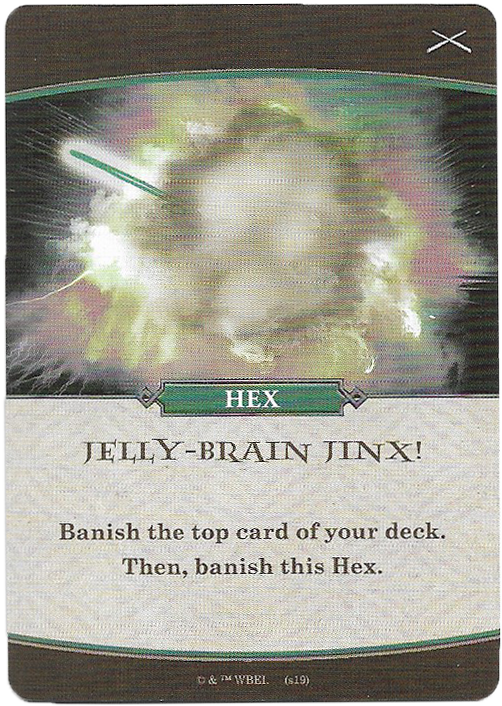 HEX
JELLY-BRAIN JINX!
Banish the top card of your deck.
Then, banish this Hex.
© & ™ WBEI. (s19)